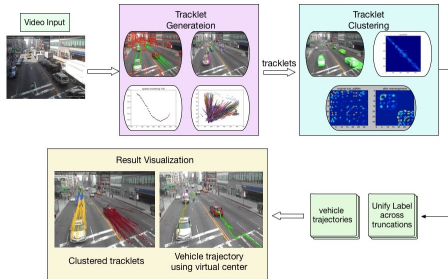 Video Input
Tracklet
Generateion
tracklets
Tracklet
Clustering
Result Visualization
Clustered tracklets
Vehicle trajectory
using virtual center
vehicle
trajectories
Unify Label
across
truncations